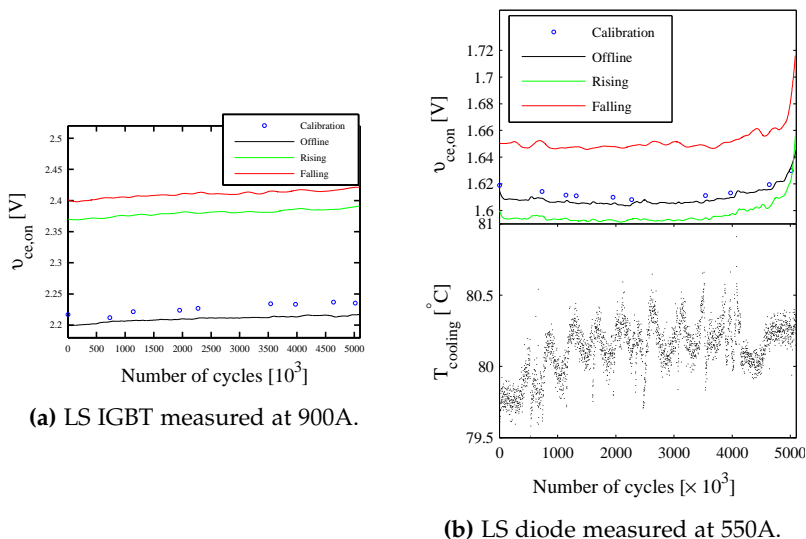 Calibration
Offline
Rising
Falling
2.5
2.45
2.4
2.35
2.3
2.25
2.2
υce,on [V]
0 500 1000 1500 2000 2500 3000 3500 4000 4500 5000
Number of cycles [10^3]
(a) LS IGBT measured at 900A.
Calibration
Offline
Rising
Falling
1.72
1.7
1.68
1.66
1.64
1.62
1.6
υce,on [V]
81
80.5
80
79.5
Tcooling [°C]
0 1000 2000 3000 4000 5000
Number of cycles [× 10^3]
(b) LS diode measured at 550A.